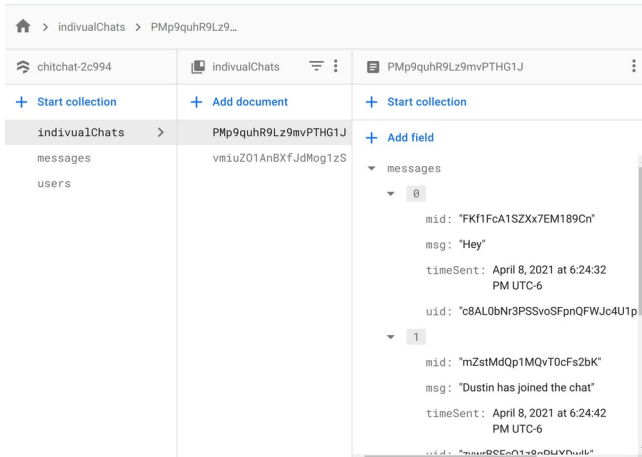 indivualChats > PMp9quhR9Lz9...
chitchat-2c994
indivualChats
PMp9quhR9Lz9mvPTHG1J
+ Start collection
+ Add document
+ Start collection
indivualChats
messages
users
PMp9quhR9Lz9mvPTHG1J
vmiuZO1AnBXfJdMog1zS
+ Add field
messages
0
mid: "FKf1FcA1SZXx7EM189Cn"
msg: "Hey"
timeSent: April 8, 2021 at 6:24:32
PM UTC-6
uid: "c8AL0bNr3PSSvoSFpnQFWJc4U1p
1
mid: "mZstMdQp1MQvT0cFs2bK"
msg: "Dustin has joined the chat"
timeSent: April 8, 2021 at 6:24:42
PM UTC-6
uid: